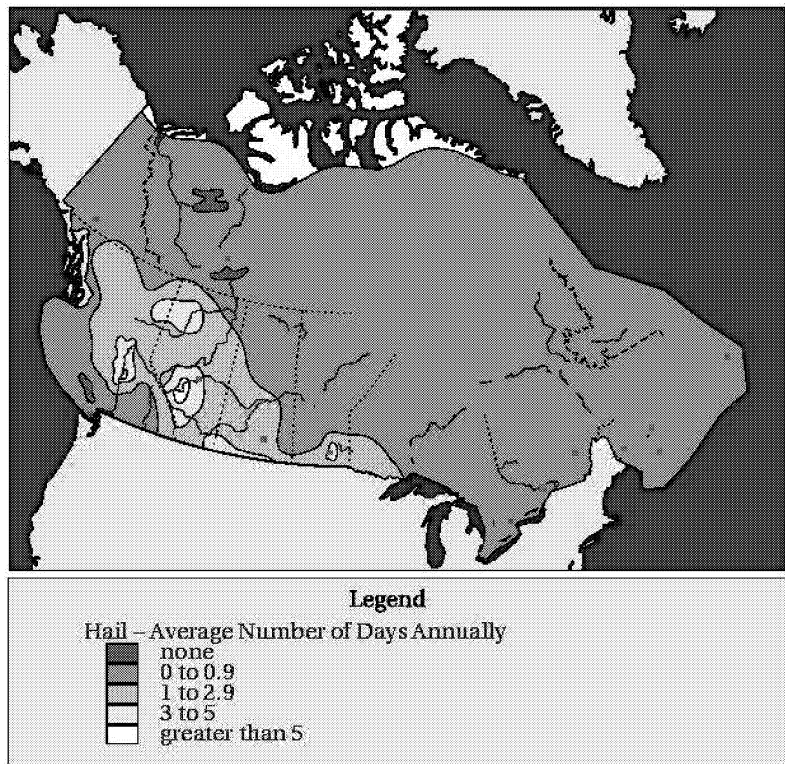 Legend
Hail – Average Number of Days Annually
none
0 to 0.9
1 to 2.9
3 to 5
greater than 5